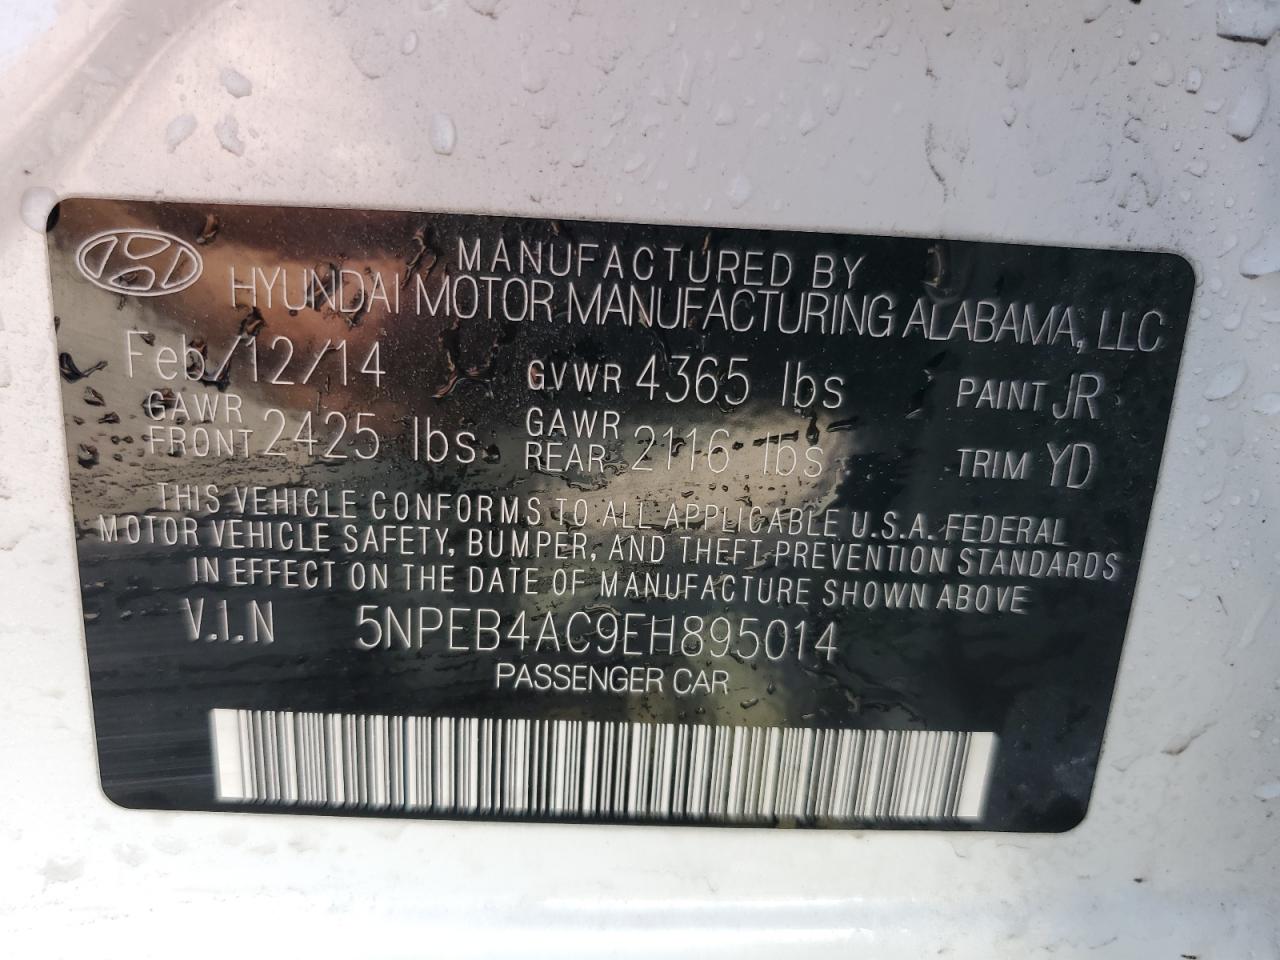 MANUFACTURED BY
HYUNDAI MOTOR MANUFACTURING ALABAMA, LLC
Feb/12/14 GVWR 4365 lbs PAINT JR
GAWR FRONT 2425 lbs GAWR REAR 2116 lbs TRIM YD
THIS VEHICLE CONFORMS TO ALL APPLICABLE U.S.A. FEDERAL
MOTOR VEHICLE SAFETY, BUMPER, AND THEFT PREVENTION STANDARDS
IN EFFECT ON THE DATE OF MANUFACTURE SHOWN ABOVE
V.I.N 5NPEB4AC9EH895014
PASSENGER CAR